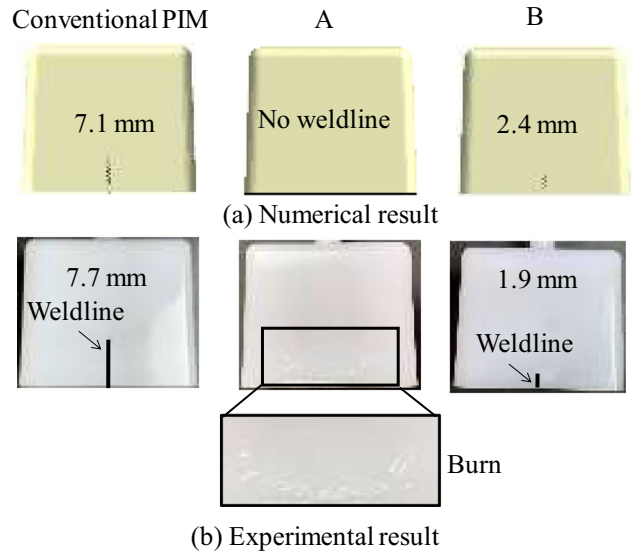 Conventional PIM
A
B
7.1 mm
No weldline
2.4 mm
(a) Numerical result
7.7 mm
Weldline
1.9 mm
Weldline
Burn
(b) Experimental result